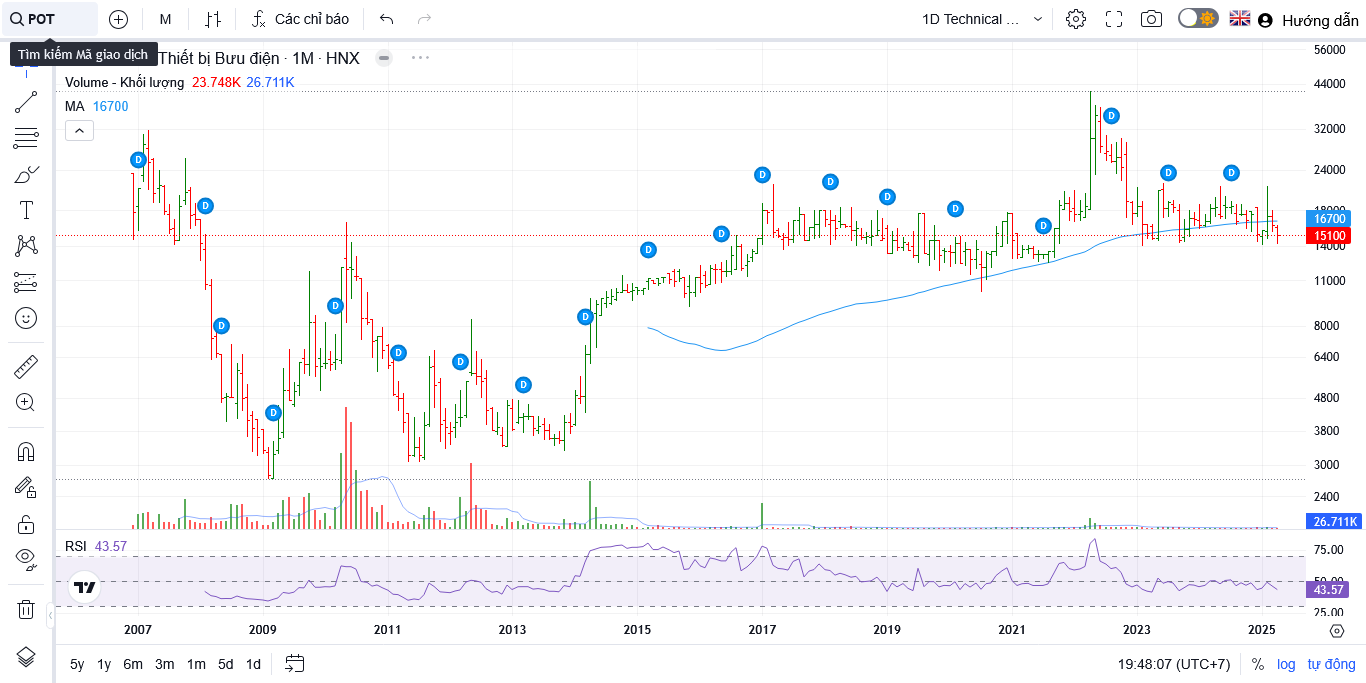 POT
M
Các chỉ báo
1D Technical ...
Hướng dẫn
Tìm kiếm Mã giao dịch
Thiết bị Bưu điện · 1M · HNX
Volume - Khối lượng 23.748K 26.711K
MA 16700
D D D D D D D D D D D D D D D D D D D
56000
44000
32000
24000
18000
16700
15100
14000
11000
8000
6400
4800
3800
3000
2400
26.711K
RSI 43.57
75.00
50.00
43.57
25.00
2007 2009 2011 2013 2015 2017 2019 2021 2023 2025
5y 1y 6m 3m 1m 5d 1d
19:48:07 (UTC+7) % log tự động